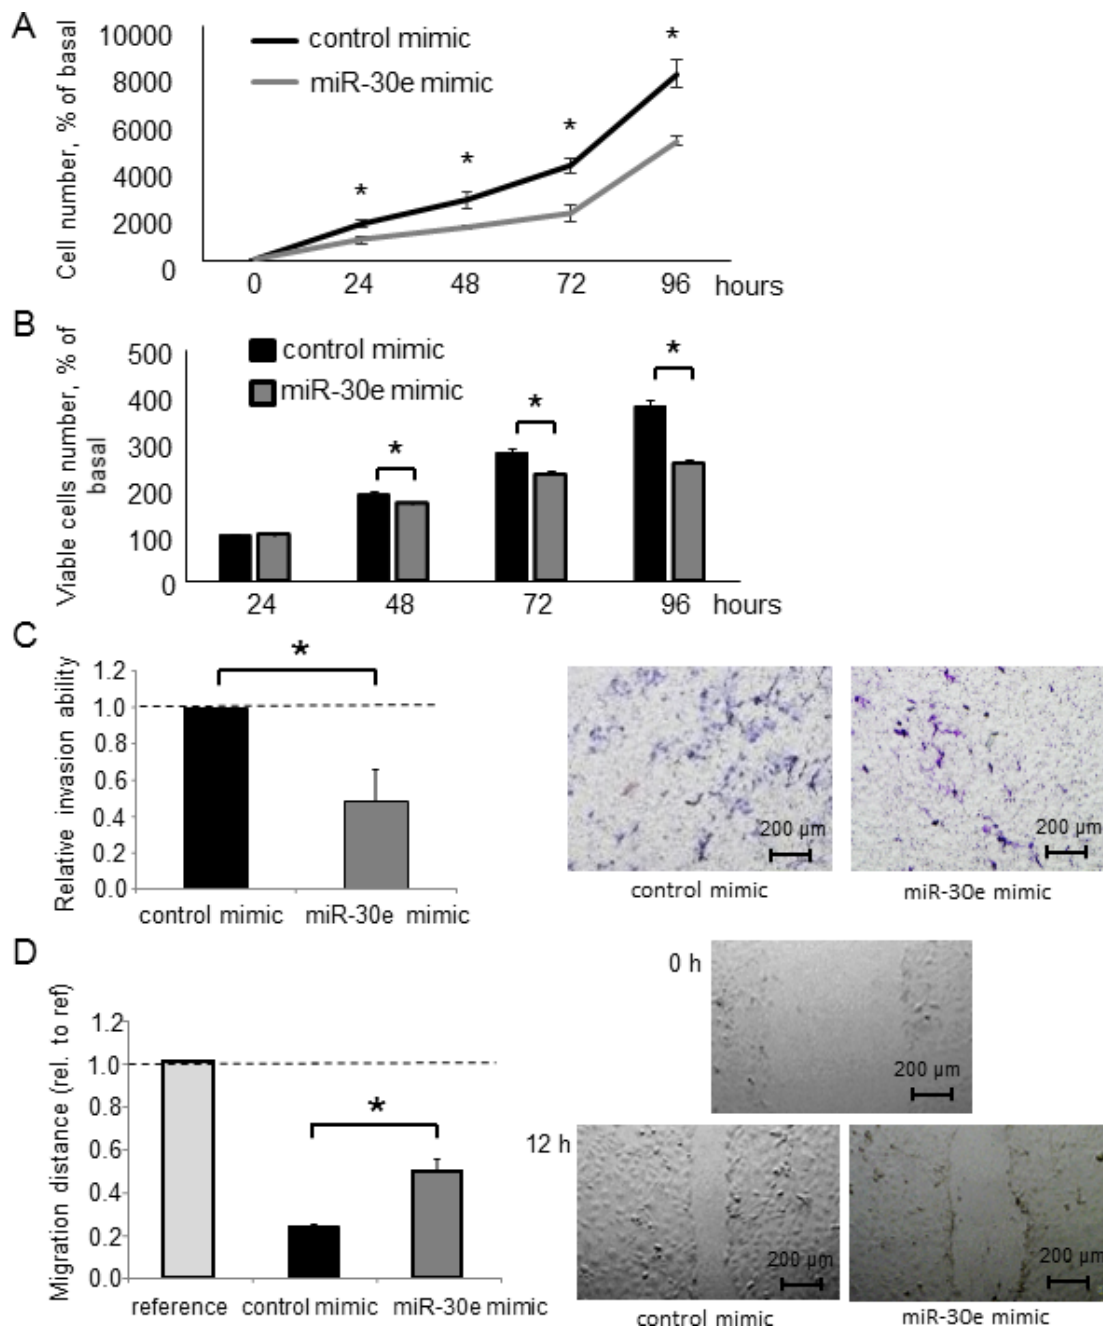 A
Cell number, % of basal
10000
8000
6000
4000
2000
0
control mimic
miR-30e mimic
*
*
*
*
0 24 48 72 96 hours
B
Viable cells number, % of
basal
500
400
300
200
100
0
control mimic
miR-30e mimic
*
*
*
24 48 72 96 hours
C
Relative invasion ability
1.2
1.0
0.8
0.6
0.4
0.2
0.0
*
control mimic miR-30e mimic
200 µm
control mimic
200 µm
miR-30e mimic
D
Migration distance (rel. to ref)
1.2
1.0
0.8
0.6
0.4
0.2
0.0
*
reference control mimic miR-30e mimic
0 h
200 µm
12 h
200 µm
control mimic
200 µm
miR-30e mimic